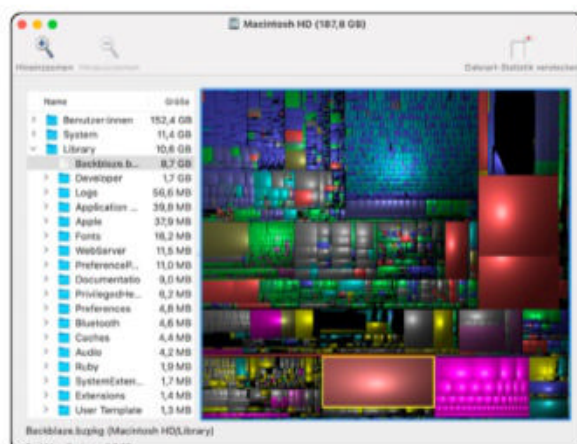 Macintosh HD (187,8 GB)
Hineinzoomen
Dateiart-Statistik verstecken
Name Größe
Benutzer:innen 152,4 GB
System 11,4 GB
Library 10,6 GB
Backblaze.b... 8,7 GB
Developer 1,7 GB
Logs 56,6 MB
Application ... 39,8 MB
Apple 37,9 MB
Fonts 16,2 MB
WebServer 11,5 MB
PreferenceP... 11,0 MB
Documentatio 9,0 MB
PrivilegedHe... 6,2 MB
Preferences 4,8 MB
Bluetooth 4,6 MB
Caches 4,4 MB
Audio 4,2 MB
Ruby 1,9 MB
SystemExten... 1,7 MB
Extensions 1,4 MB
User Template 1,3 MB
Backblaze.bzpkg (Macintosh HD/Library)